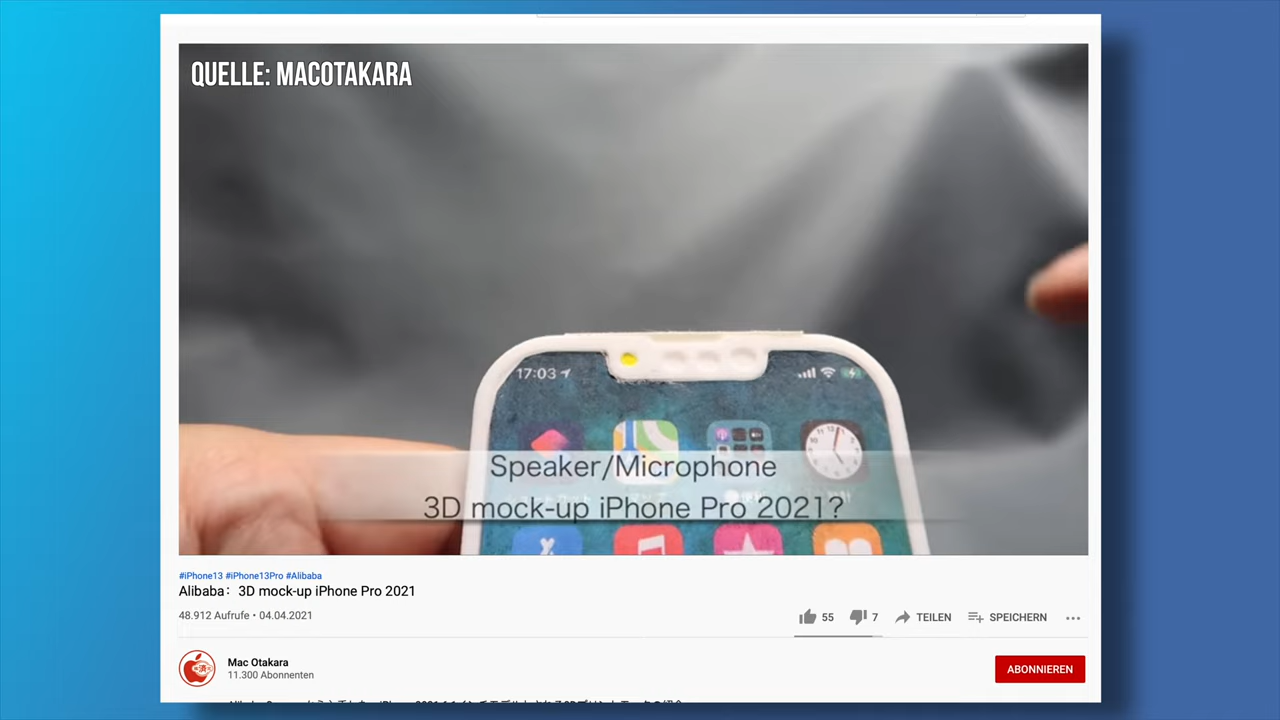 QUELLE: MACOTAKARA
17:03
Speaker/Microphone
3D mock-up iPhone Pro 2021?
#iPhone13 #iPhone13Pro #Alibaba
Alibaba：3D mock-up iPhone Pro 2021
48.912 Aufrufe • 04.04.2021
55
7
TEILEN
SPEICHERN
Mac Otakara
11.300 Abonnenten
ABONNIEREN